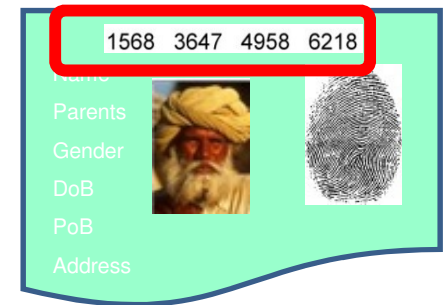 1568 3647 4958 6218
Name
Parents
Gender
DoB
PoB
Address